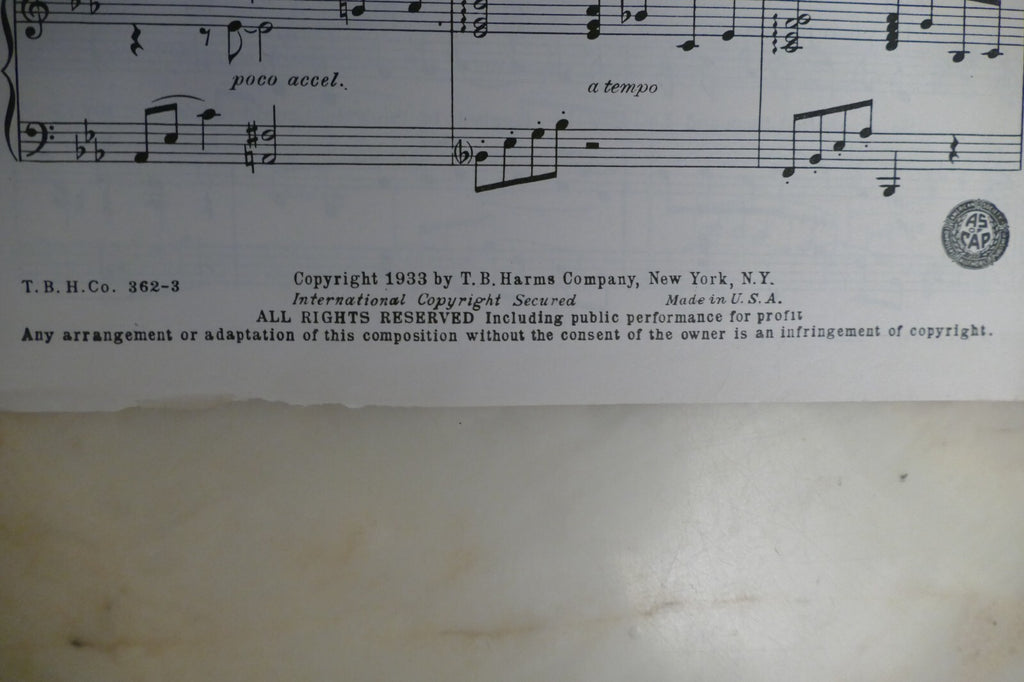 poco accel.
a tempo
AS
CAP
T. B. H. Co. 362-3
Copyright 1933 by T. B. Harms Company, New York, N.Y.
International Copyright Secured Made in U. S. A.
ALL RIGHTS RESERVED Including public performance for profit
Any arrangement or adaptation of this composition without the consent of the owner is an infringement of copyright.